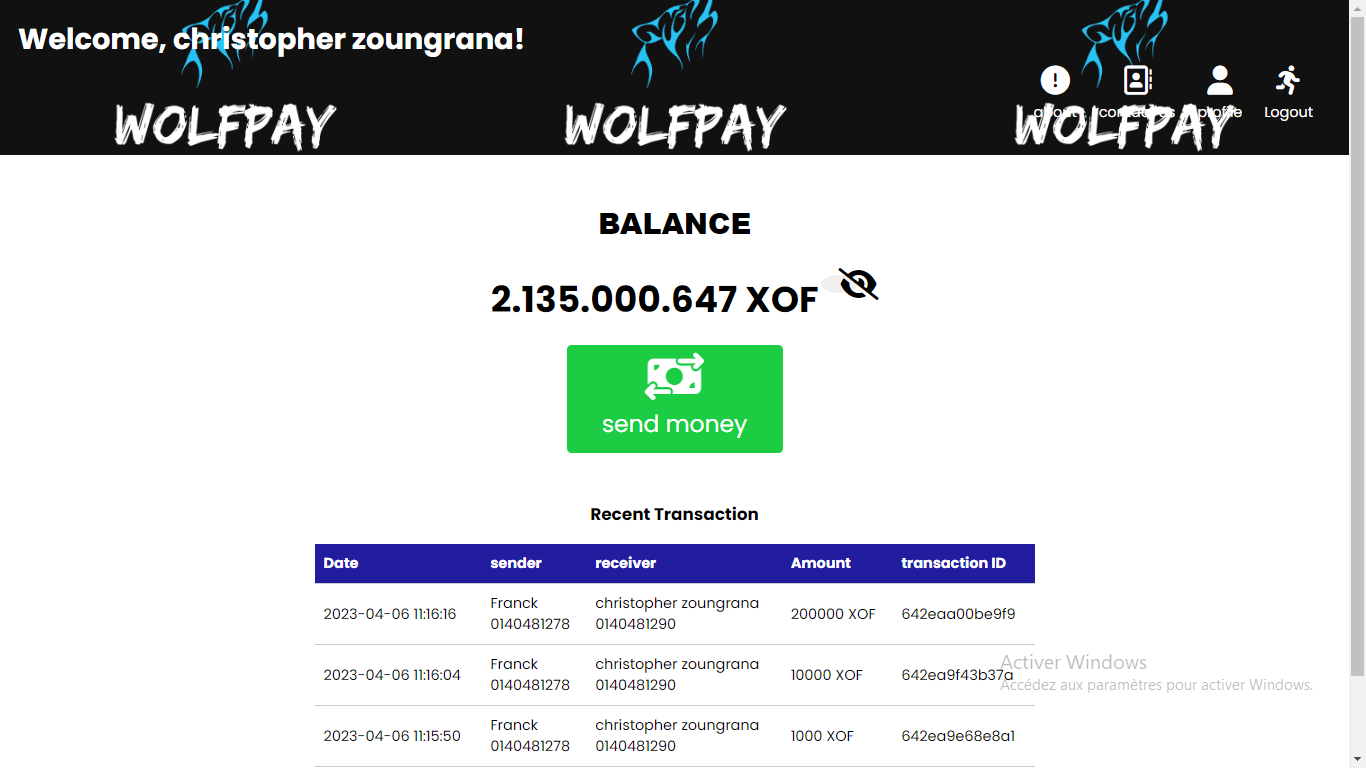 Welcome, christopher zoungrana!
WOLFPAY WOLFPAY WOLFPAY
about contact us profile Logout
BALANCE
2.135.000.647 XOF
send money
Recent Transaction
Date sender receiver Amount transaction ID
2023-04-06 11:16:16 Franck christopher zoungrana 200000 XOF 642eaa00be9f9
0140481278 0140481290
2023-04-06 11:16:04 Franck christopher zoungrana 10000 XOF 642ea9f43b37a
0140481278 0140481290
2023-04-06 11:15:50 Franck christopher zoungrana 1000 XOF 642ea9e68e8a1
0140481278 0140481290
Activer Windows
Accédez aux paramètres pour activer Windows.